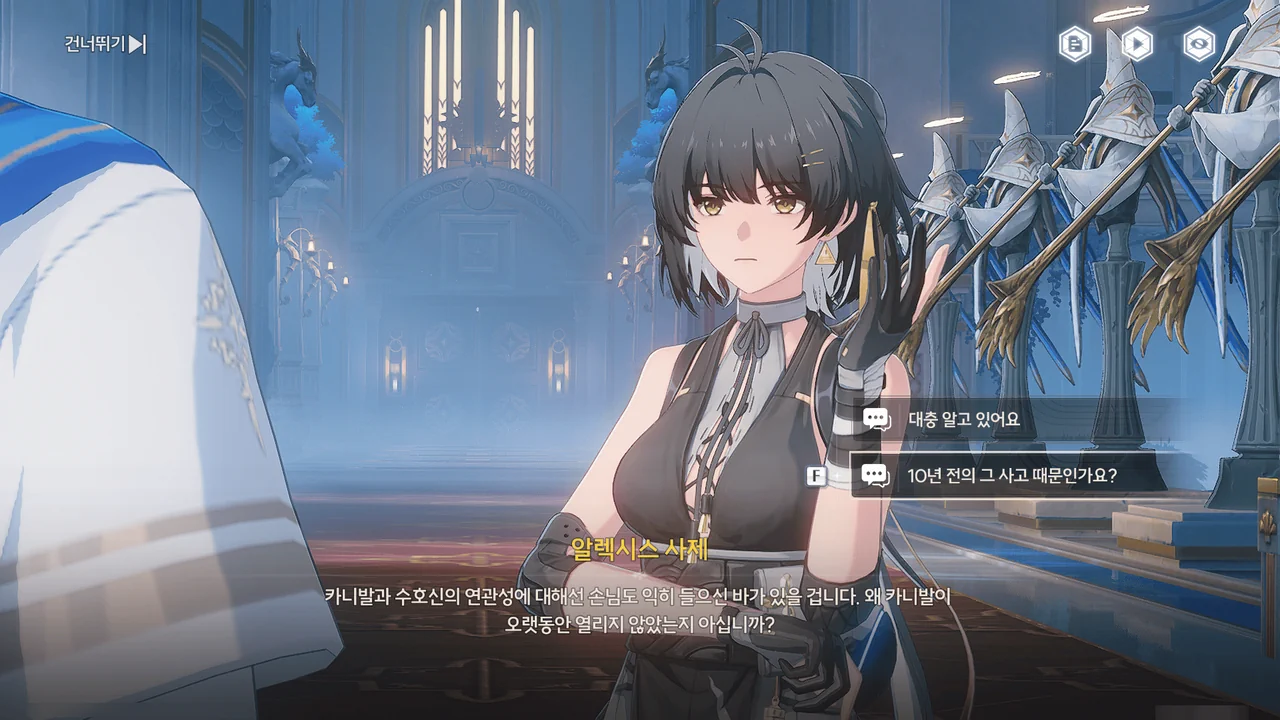 건너뛰기
대충 알고 있어요
F
10년 전의 그 사고 때문인가요?
알렉시스 사제
카니발과 수호신의 연관성에 대해선 손님도 익히 들으신 바가 있을 겁니다. 왜 카니발이
오랫동안 열리지 않았는지 아십니까?